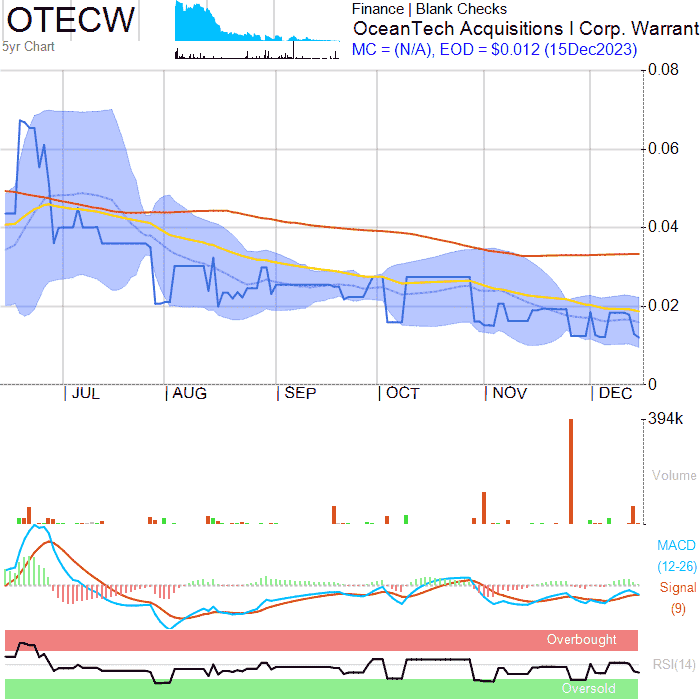 OTECW
5yr Chart
Finance | Blank Checks
OceanTech Acquisitions I Corp. Warrant
MC = (N/A), EOD = $0.012 (15Dec2023)
0.08
0.06
0.04
0.02
0
JUL AUG SEP OCT NOV DEC
394k
Volume
MACD
(12-26)
Signal
(9)
Overbought
RSI(14)
Oversold